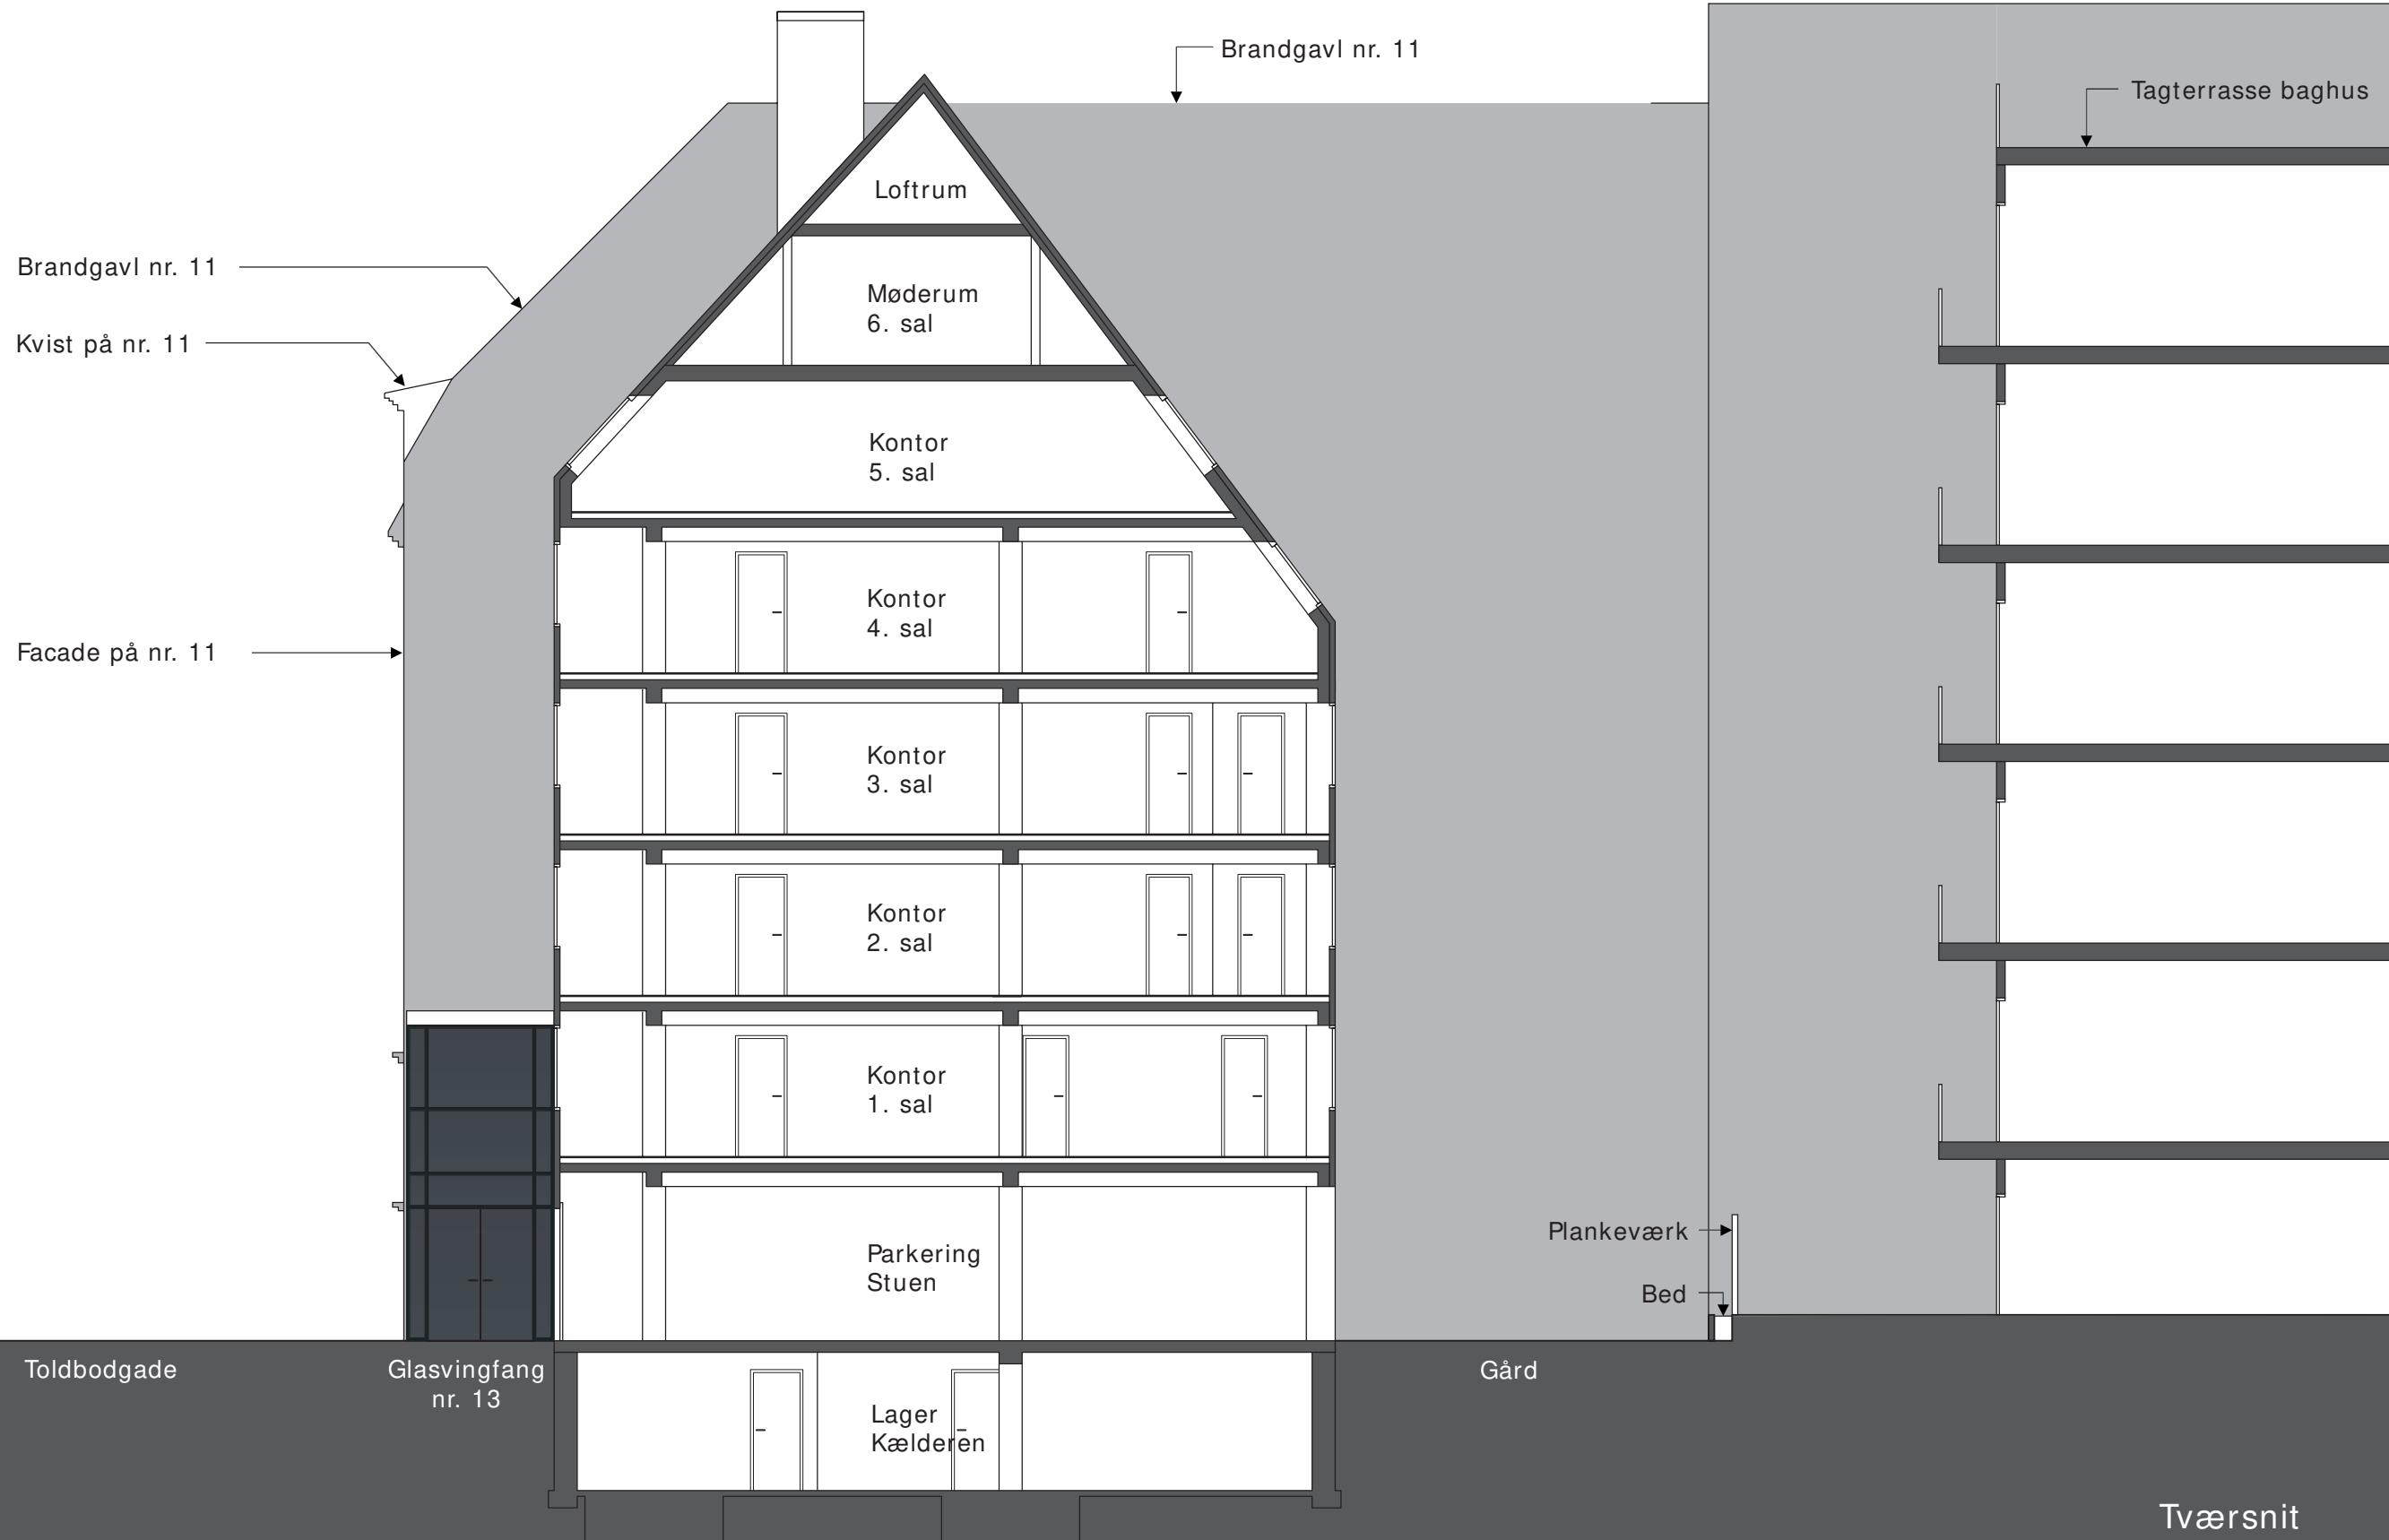 Brandgavl nr. 11
Tagterrasse baghus
Loftrum
Brandgavl nr. 11
Møderum
6. sal
Kvist på nr. 11
Kontor
5. sal
Kontor
4. sal
Facade på nr. 11
Kontor
3. sal
Kontor
2. sal
Kontor
1. sal
Plankeværk
Parkering
Stuen
Bed
Toldbodgade
Glasvingfang
nr. 13
Gård
Lager
Kælderen
Tværsnit